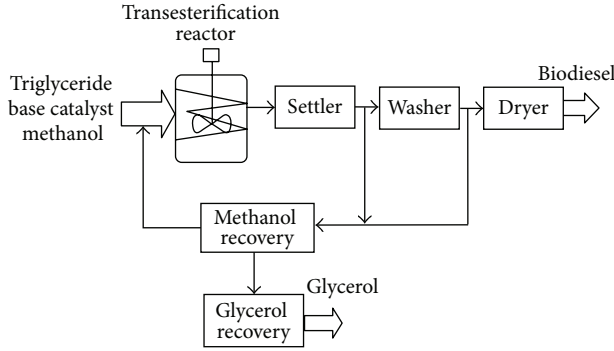 Transesterification
reactor
Triglyceride
base catalyst
methanol
Settler
Washer
Dryer
Biodiesel
Methanol
recovery
Glycerol
recovery
Glycerol